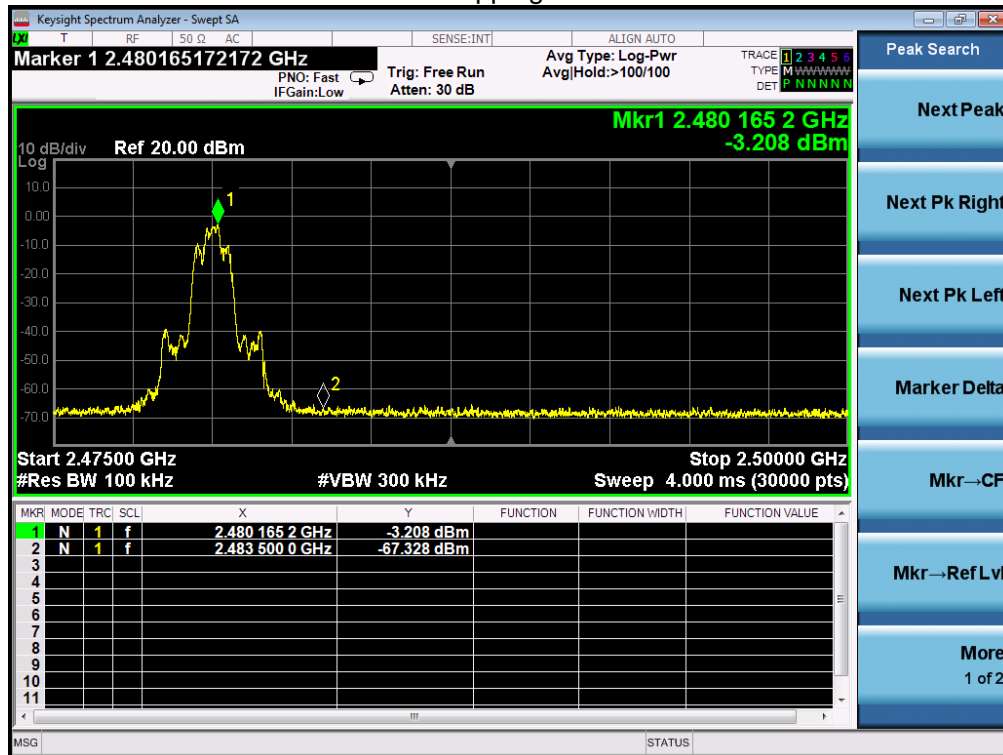 Keysight Spectrum Analyzer - Swept SA
LXI T RF 50 Ω AC SENSE:INT ALIGN AUTO
Marker 1 2.480165172172 GHz
PNO: Fast
IFGain:Low
Trig: Free Run
Atten: 30 dB
Avg Type: Log-Pwr
Avg|Hold:>100/100
TRACE 1 2 3 4 5 6
TYPE M W W W W W
DET P N N N N N
Mkr1 2.480 165 2 GHz
-3.208 dBm
10 dB/div Ref 20.00 dBm
Log
10.0
0.00
-10.0
-20.0
-30.0
-40.0
-50.0
-60.0
-70.0
1
2
Start 2.47500 GHz Stop 2.50000 GHz
#Res BW 100 kHz #VBW 300 kHz Sweep 4.000 ms (30000 pts)
MKR MODE TRC SCL X Y FUNCTION FUNCTION WIDTH FUNCTION VALUE
1 N 1 f 2.480 165 2 GHz -3.208 dBm
2 N 1 f 2.483 500 0 GHz -67.328 dBm
3
4
5
6
7
8
9
10
11
MSG STATUS
Peak Search
Next Peak
Next Pk Right
Next Pk Left
Marker Delta
Mkr→CF
Mkr→Ref Lvl
More
1 of 2